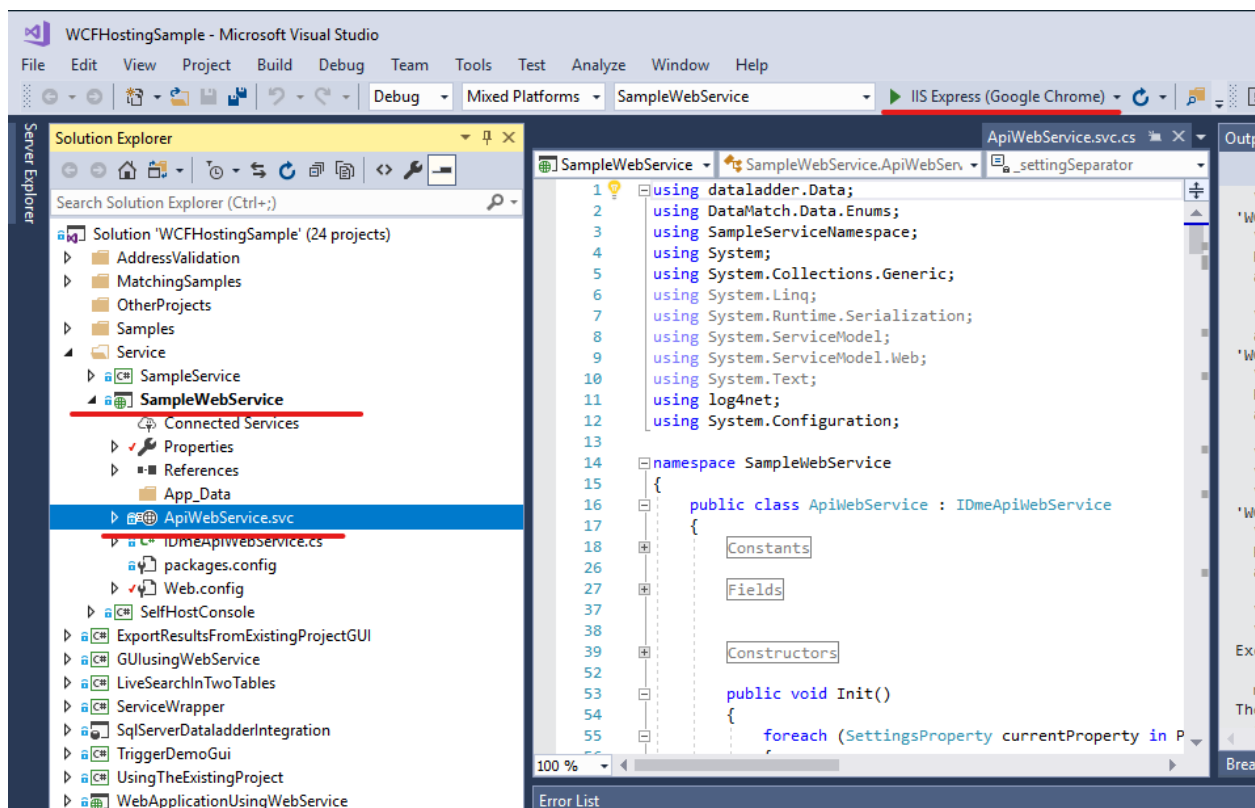 WCFHostingSample - Microsoft Visual Studio
File Edit View Project Build Debug Team Tools Test Analyze Window Help
Debug Mixed Platforms SampleWebService IIS Express (Google Chrome)
Server Explorer
Solution Explorer
Search Solution Explorer (Ctrl+;)
Solution 'WCFHostingSample' (24 projects)
AddressValidation
MatchingSamples
OtherProjects
Samples
Service
C# SampleService
SampleWebService
Connected Services
Properties
References
App_Data
ApiWebService.svc
C# IDmeApiWebService.cs
packages.config
Web.config
C# SelfHostConsole
C# ExportResultsFromExistingProjectGUI
C# GUIusingWebService
C# LiveSearchInTwoTables
C# ServiceWrapper
SqlServerDataladderIntegration
C# TriggerDemoGui
C# UsingTheExistingProject
WebApplicationUsingWebService
ApiWebService.svc.cs
SampleWebService SampleWebService.ApiWebServ _settingSeparator
1 using dataladder.Data;
2 using DataMatch.Data.Enums;
3 using SampleServiceNamespace;
4 using System;
5 using System.Collections.Generic;
6 using System.Linq;
7 using System.Runtime.Serialization;
8 using System.ServiceModel;
9 using System.ServiceModel.Web;
10 using System.Text;
11 using log4net;
12 using System.Configuration;
13
14 namespace SampleWebService
15 {
16 public class ApiWebService : IDmeApiWebService
17 {
18 Constants
26
27 Fields
37
38
39 Constructors
52
53 public void Init()
54 {
55 foreach (SettingsProperty currentProperty in P
100 %
Error List
Outp
'W
'W
'W
Exc
The
Brea